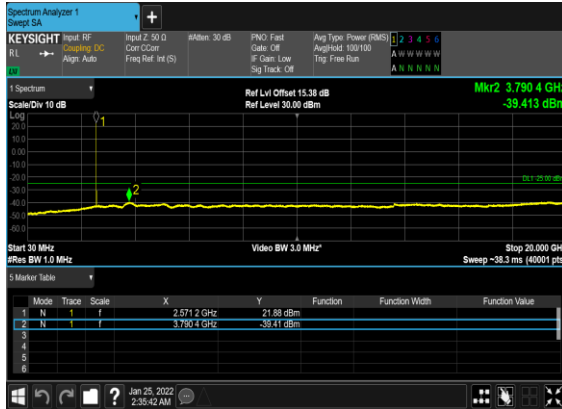 Spectrum Analyzer 1
Swept SA
+
KEYSIGHT
RL
Input: RF
Coupling: DC
Align: Auto
Input Z: 50 Ω
Corr CCorr
Freq Ref: Int (S)
#Atten: 30 dB
PNO: Fast
Gate: Off
IF Gain: Low
Sig Track: Off
Avg Type: Power (RMS)
Avg|Hold: 100/100
Trig: Free Run
1 2 3 4 5 6
A W W W W W
A N N N N N
LU
1 Spectrum
Scale/Div 10 dB
Log
Ref Lvl Offset 15.38 dB
Ref Level 30.00 dBm
Mkr2 3.790 4 GHz
-39.413 dBm
1
20.0
10.0
0.00
-10.0
-20.0
DL1 -25.00 dBm
-30.0
2
-40.0
-50.0
-60.0
Start 30 MHz
#Res BW 1.0 MHz
Video BW 3.0 MHz*
Stop 20.000 GH
Sweep ~38.3 ms (40001 pts
5 Marker Table
Mode Trace Scale X Y Function Function Width Function Value
1 N 1 f 2.571 2 GHz 21.88 dBm
2 N 1 f 3.790 4 GHz -39.41 dBm
3
4
5
6
?
Jan 25, 2022
2:35:42 AM